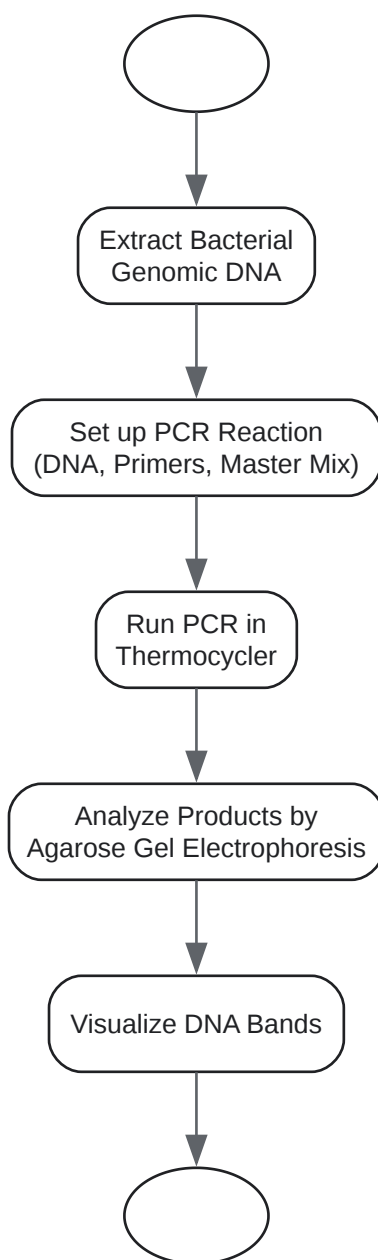 Extract Bacterial
Genomic DNA
Set up PCR Reaction
(DNA, Primers, Master Mix)
Run PCR in
Thermocycler
Analyze Products by
Agarose Gel Electrophoresis
Visualize DNA Bands